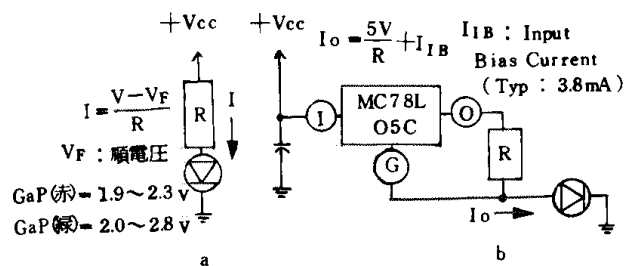 +Vcc
I=V-VF/R
R
I
VF：順電圧
GaP(赤)=1.9〜2.3 v
GaP(緑)=2.0〜2.8 v
a
+Vcc
Io=5V/R+IIB
IIB : Input
Bias Current
(Typ : 3.8mA)
I
MC78L
05C
O
G
R
Io
b